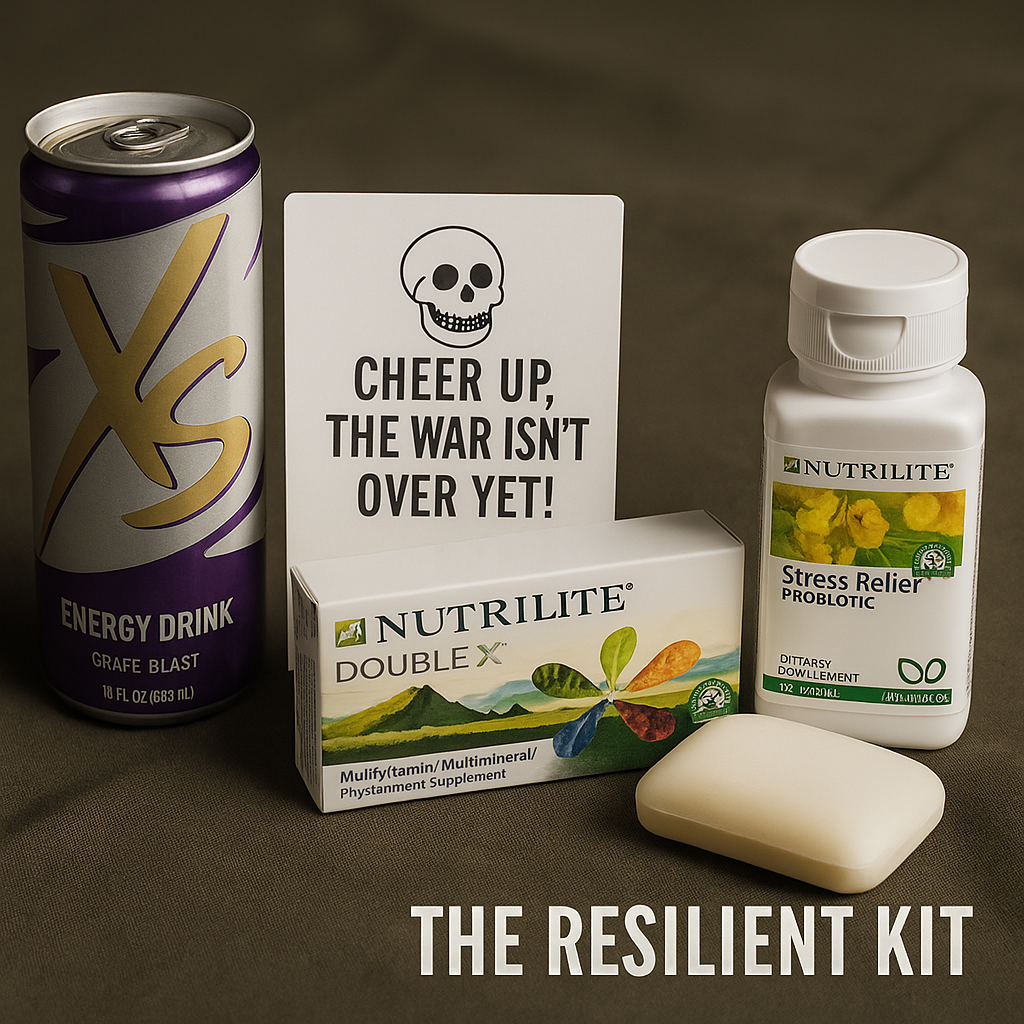 XS
ENERGY DRINK
GRAFE BLAST
18 FL OZ (683 nL)
CHEER UP,
THE WAR ISN'T
OVER YET!
NUTRILITE®
DOUBLE X™
Mulify(tamin/Multimineral/
Phystanment Supplement
NUTRILITE®
Stress Relier
PROBLOTIC
DITTARSY
DOWLLEMENT
THE RESILIENT KIT